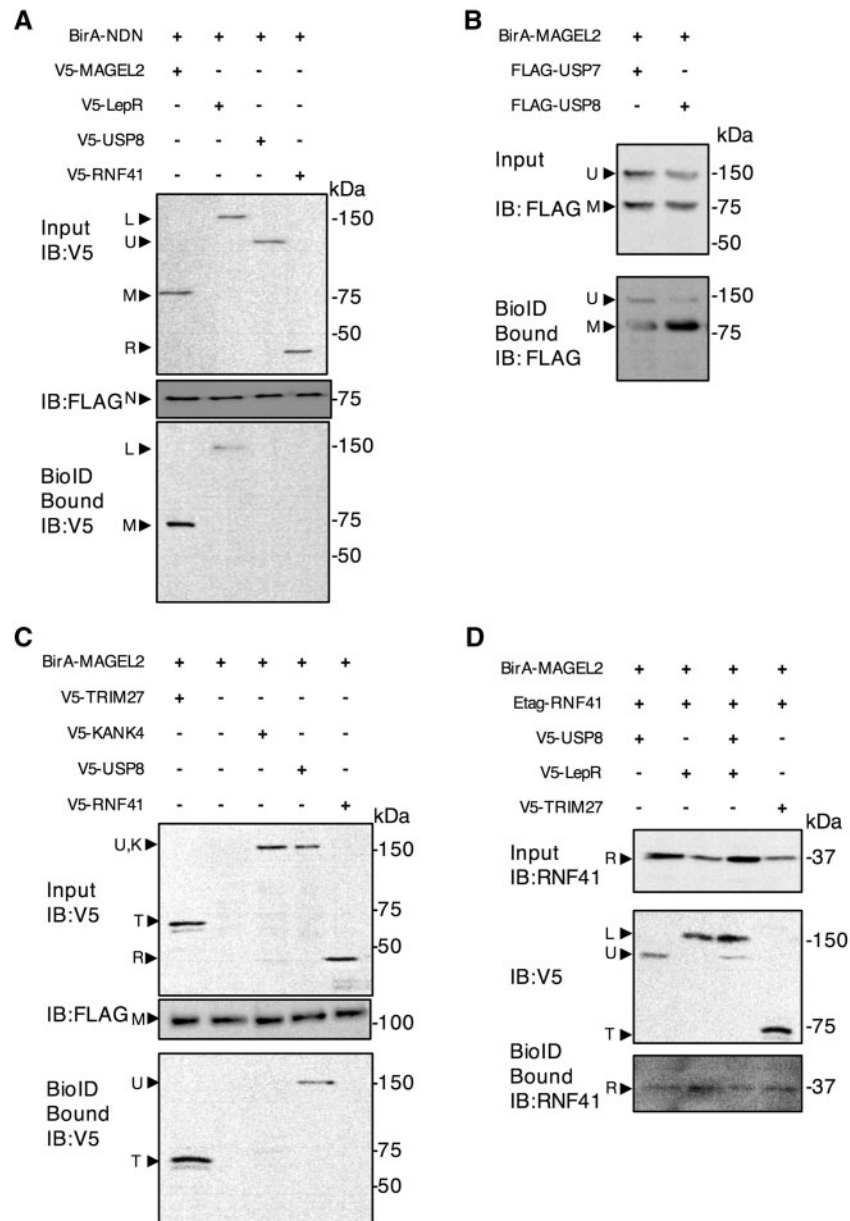 A
BirA-NDN + + + +
V5-MAGEL2 + - - -
V5-LepR - + - -
V5-USP8 - - + -
V5-RNF41 - - - +
kDa
Input
IB:V5
L
U
M
R
-150
-75
-50
IB:FLAG N -75
BioID
Bound
IB:V5
L
M
-150
-75
-50
B
BirA-MAGEL2 + +
FLAG-USP7 + -
FLAG-USP8 - +
kDa
Input
IB: FLAG
U
M
-150
-75
-50
BioID
Bound
IB: FLAG
U
M
-150
-75
C
BirA-MAGEL2 + + + + +
V5-TRIM27 + - - - -
V5-KANK4 - - + - -
V5-USP8 - - - + -
V5-RNF41 - - - - +
kDa
Input
IB:V5
U,K
T
R
-150
-75
-50
IB:FLAG M -100
BioID
Bound
IB:V5
U
T
-150
-75
-50
D
BirA-MAGEL2 + + + +
Etag-RNF41 + + + +
V5-USP8 + - + -
V5-LepR - + + -
V5-TRIM27 - - - +
kDa
Input
IB:RNF41
R
-37
IB:V5
L
U
T
-150
-75
BioID
Bound
IB:RNF41
R
-37